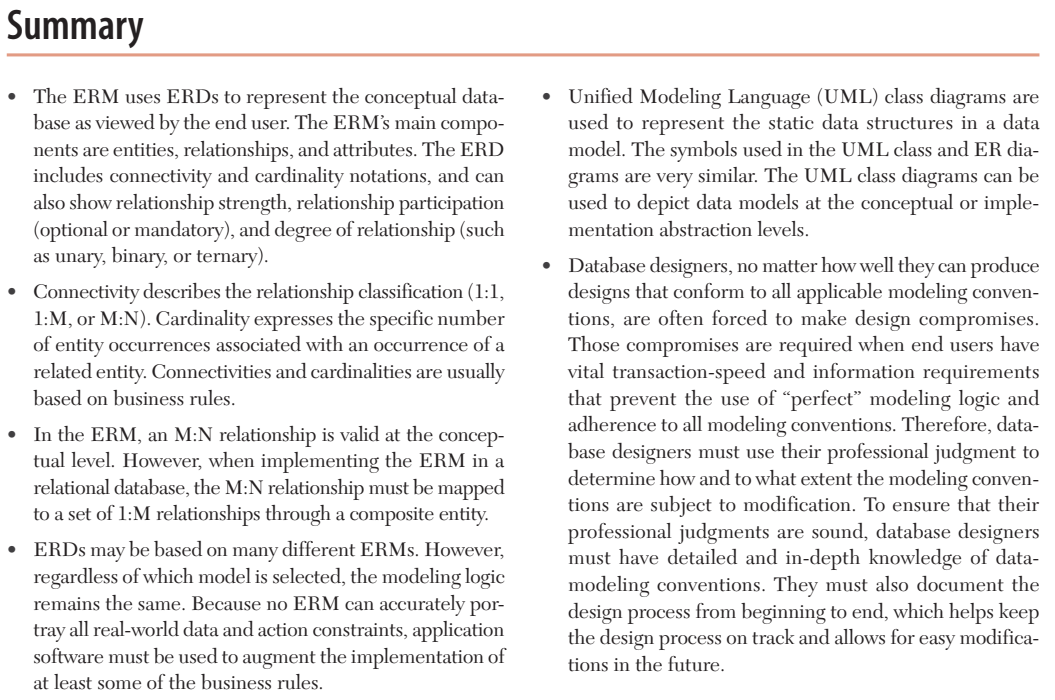 Summary
• The ERM uses ERDs to represent the conceptual data-
base as viewed by the end user. The ERM’s main compo-
nents are entities, relationships, and attributes. The ERD
includes connectivity and cardinality notations, and can
also show relationship strength, relationship participation
(optional or mandatory), and degree of relationship (such
as unary, binary, or ternary).
• Connectivity describes the relationship classification (1:1,
1:M, or M:N). Cardinality expresses the specific number
of entity occurrences associated with an occurrence of a
related entity. Connectivities and cardinalities are usually
based on business rules.
• In the ERM, an M:N relationship is valid at the concep-
tual level. However, when implementing the ERM in a
relational database, the M:N relationship must be mapped
to a set of 1:M relationships through a composite entity.
• ERDs may be based on many different ERMs. However,
regardless of which model is selected, the modeling logic
remains the same. Because no ERM can accurately por-
tray all real-world data and action constraints, application
software must be used to augment the implementation of
at least some of the business rules.
• Unified Modeling Language (UML) class diagrams are
used to represent the static data structures in a data
model. The symbols used in the UML class and ER dia-
grams are very similar. The UML class diagrams can be
used to depict data models at the conceptual or imple-
mentation abstraction levels.
• Database designers, no matter how well they can produce
designs that conform to all applicable modeling conven-
tions, are often forced to make design compromises.
Those compromises are required when end users have
vital transaction-speed and information requirements
that prevent the use of “perfect” modeling logic and
adherence to all modeling conventions. Therefore, data-
base designers must use their professional judgment to
determine how and to what extent the modeling conven-
tions are subject to modification. To ensure that their
professional judgments are sound, database designers
must have detailed and in-depth knowledge of data-
modeling conventions. They must also document the
design process from beginning to end, which helps keep
the design process on track and allows for easy modifica-
tions in the future.